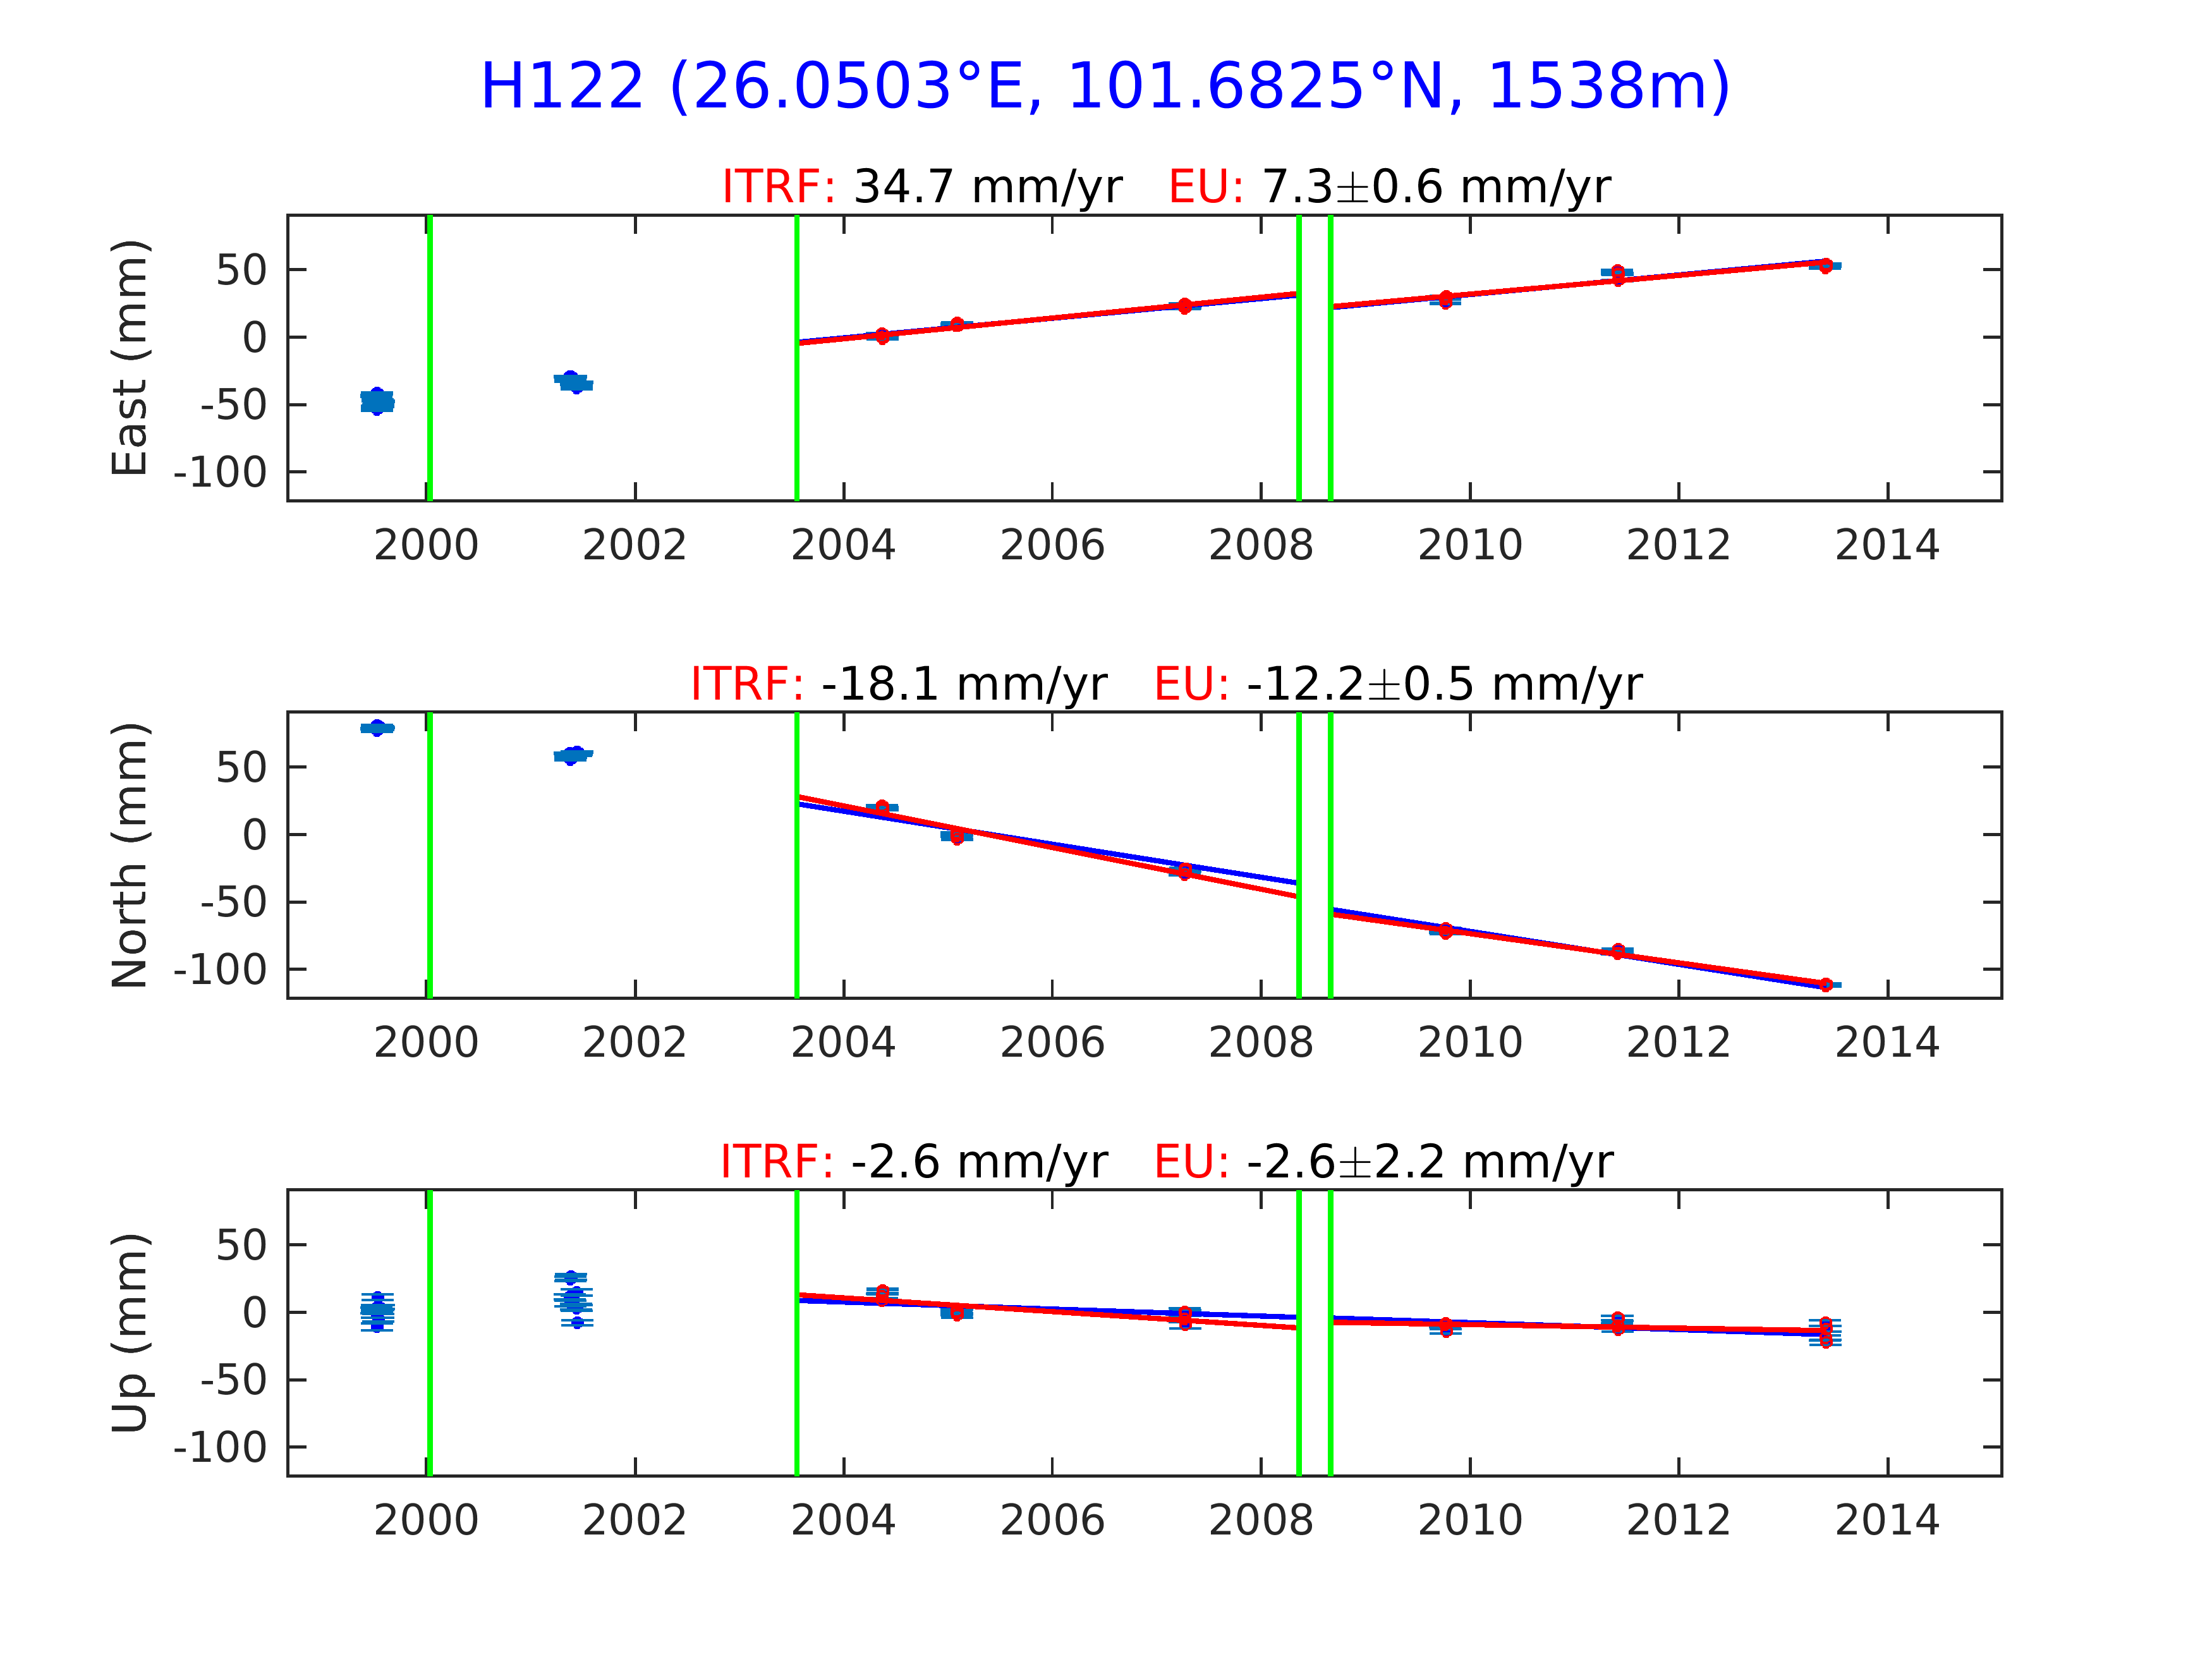 H122 (26.0503°E, 101.6825°N, 1538m)
ITRF: 34.7 mm/yr EU: 7.3±0.6 mm/yr
East (mm)
50
0
-50
-100
2000 2002 2004 2006 2008 2010 2012 2014
ITRF: -18.1 mm/yr EU: -12.2±0.5 mm/yr
North (mm)
50
0
-50
-100
2000 2002 2004 2006 2008 2010 2012 2014
ITRF: -2.6 mm/yr EU: -2.6±2.2 mm/yr
Up (mm)
50
0
-50
-100
2000 2002 2004 2006 2008 2010 2012 2014